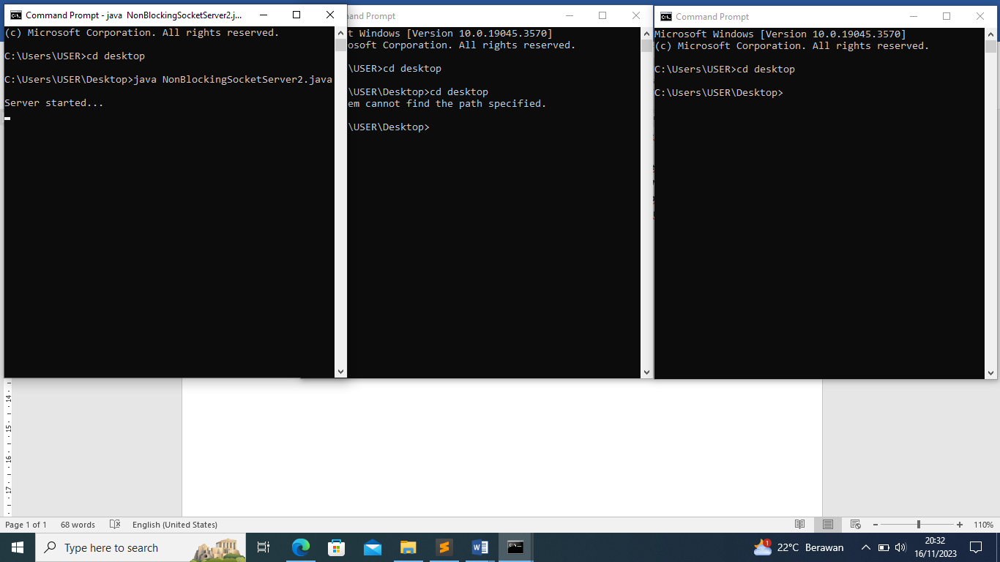 Command Prompt - java  NonBlockingSocketServer2.j...
(c) Microsoft Corporation. All rights reserved.
C:\Users\USER>cd desktop
C:\Users\USER\Desktop>java NonBlockingSocketServer2.java
Server started...
and Prompt
t Windows [Version 10.0.19045.3570]
osoft Corporation. All rights reserved.
\USER>cd desktop
\USER\Desktop>cd desktop
em cannot find the path specified.
\USER\Desktop>
Command Prompt
Microsoft Windows [Version 10.0.19045.3570]
(c) Microsoft Corporation. All rights reserved.
C:\Users\USER>cd desktop
C:\Users\USER\Desktop>
14
15
16
17
Page 1 of 1 68 words English (United States) 110%
Type here to search
1
22°C Berawan
20:32
16/11/2023